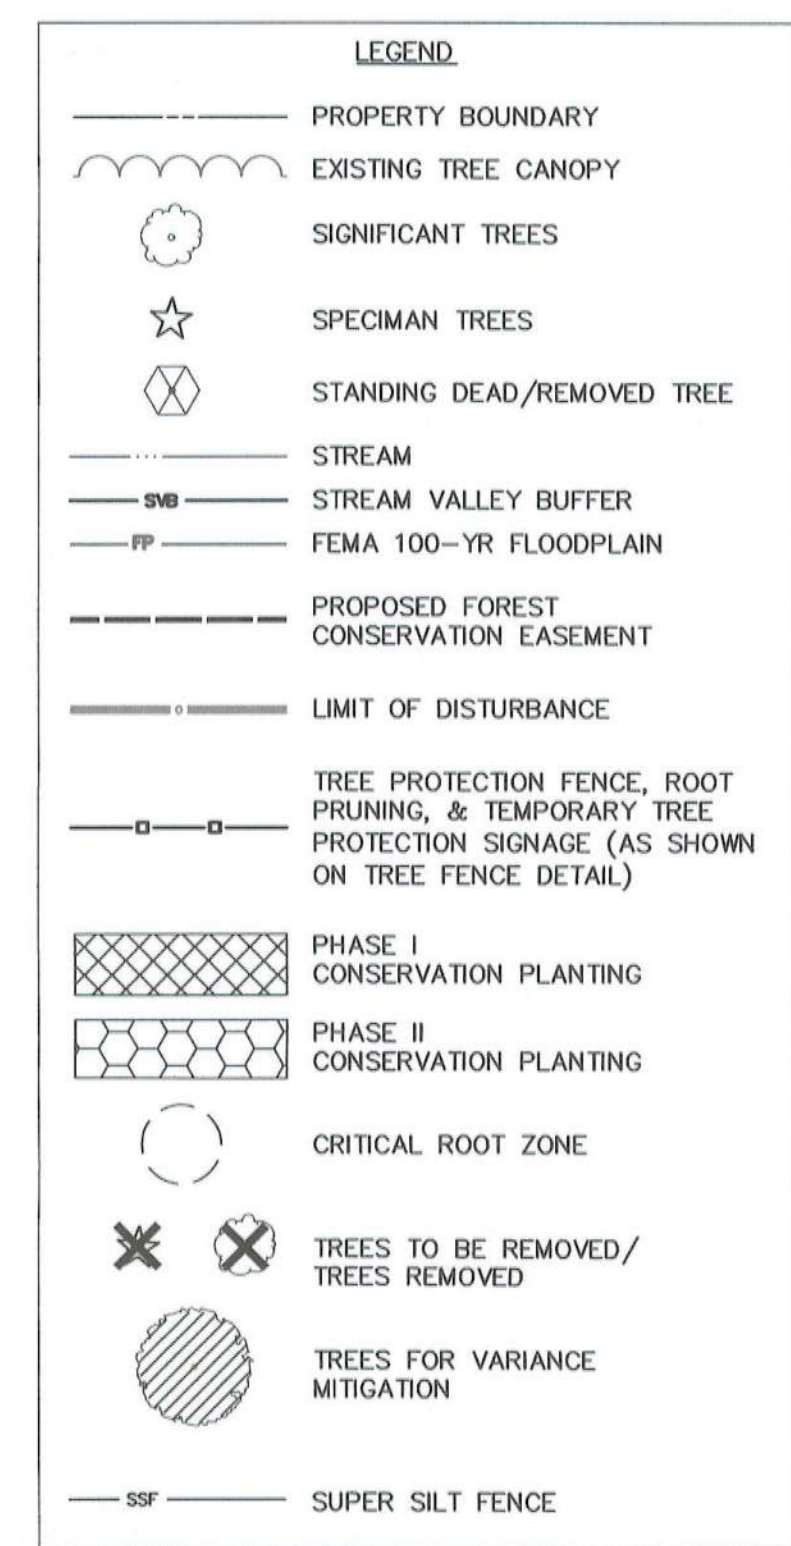 LEGEND
PROPERTY BOUNDARY
EXISTING TREE CANOPY
SIGNIFICANT TREES
SPECIMAN TREES
STANDING DEAD/REMOVED TREE
STREAM
SVB
STREAM VALLEY BUFFER
FP
FEMA 100-YR FLOODPLAIN
PROPOSED FOREST
CONSERVATION EASEMENT
LIMIT OF DISTURBANCE
TREE PROTECTION FENCE, ROOT
PRUNING, & TEMPORARY TREE
PROTECTION SIGNAGE (AS SHOWN
ON TREE FENCE DETAIL)
PHASE I
CONSERVATION PLANTING
PHASE II
CONSERVATION PLANTING
CRITICAL ROOT ZONE
TREES TO BE REMOVED/
TREES REMOVED
TREES FOR VARIANCE
MITIGATION
SSF
SUPER SILT FENCE